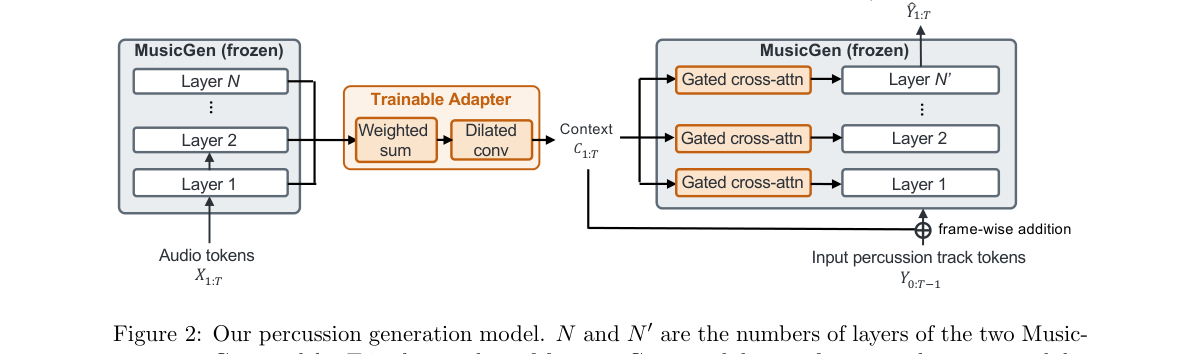 Ŷ1:T
MusicGen (frozen)
Layer N
⋮
Layer 2
Layer 1
Audio tokens
X1:T
Trainable Adapter
Weighted sum
Dilated conv
Context
C1:T
MusicGen (frozen)
Gated cross-attn
Layer N'
⋮
Gated cross-attn
Layer 2
Gated cross-attn
Layer 1
frame-wise addition
Input percussion track tokens
Y0:T−1
Figure 2: Our percussion generation model. N and N′ are the numbers of layers of the two Music-